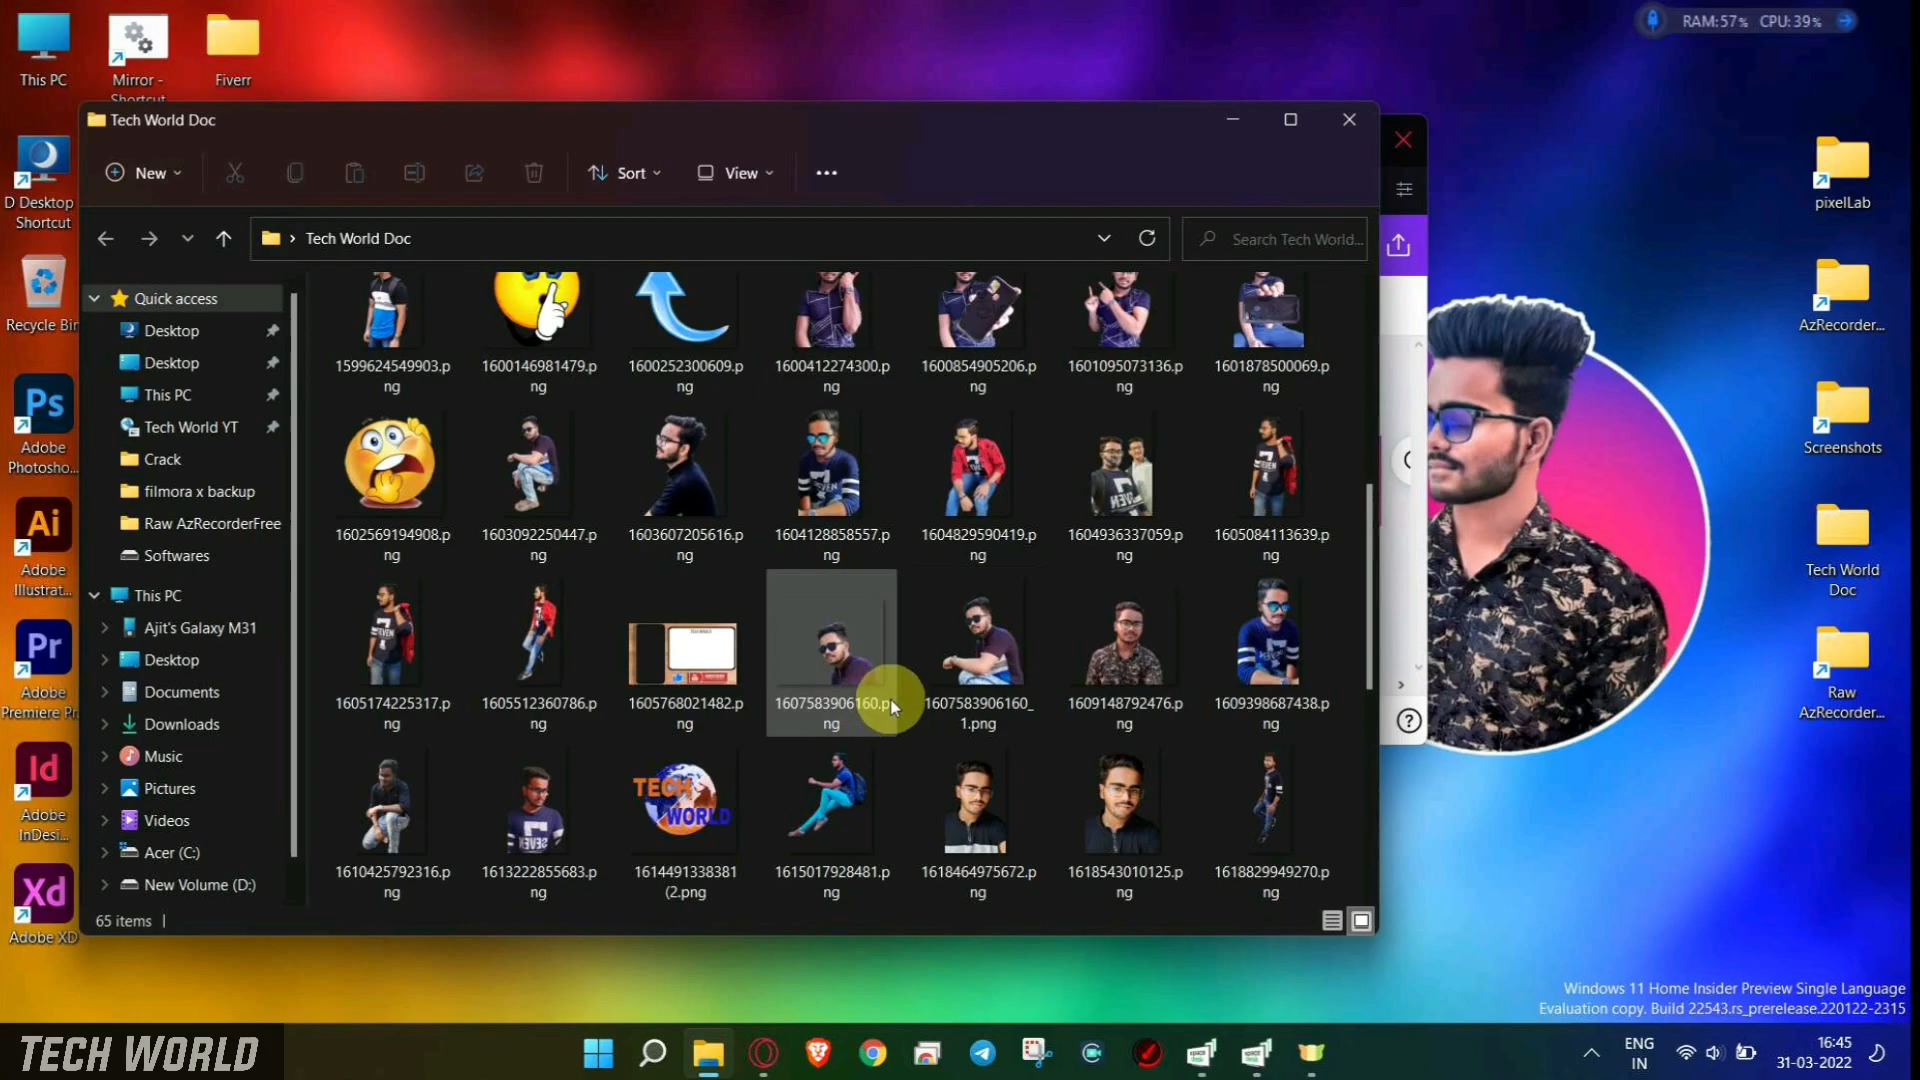 RAM:57% CPU:39%
This PC
Mirror -
Shortcut
Fiverr
Tech World Doc
New
Sort
View
Tech World Doc
Search Tech World...
D Desktop
Shortcut
Recycle Bin
Ps
Adobe
Photosho...
Ai
Adobe
Illustrat...
Pr
Adobe
Premiere Pr
Id
Adobe
InDesi...
Xd
Adobe XD
Quick access
Desktop
Desktop
This PC
Tech World YT
Crack
filmora x backup
Raw AzRecorderFree
Softwares
This PC
Ajit's Galaxy M31
Desktop
Documents
Downloads
Music
Pictures
Videos
Acer (C:)
New Volume (D:)
1599624549903.p
ng
1600146981479.p
ng
1600252300609.p
ng
1600412274300.p
ng
1600854905206.p
ng
1601095073136.p
ng
1601878500069.p
ng
1602569194908.p
ng
1603092250447.p
ng
1603607205616.p
ng
1604128858557.p
ng
1604829590419.p
ng
1604936337059.p
ng
1605084113639.p
ng
1605174225317.p
ng
1605512360786.p
ng
1605768021482.p
ng
1607583906160.p
ng
1607583906160_
1.png
1609148792476.p
ng
1609398687438.p
ng
TECH
WORLD
1610425792316.p
ng
1613222855683.p
ng
1614491338381
(2.png
1615017928481.p
ng
1618464975672.p
ng
1618543010125.p
ng
1618829949270.p
ng
65 items
pixelLab
AzRecorder...
Screenshots
Tech World
Doc
Raw
AzRecorder...
Windows 11 Home Insider Preview Single Language
Evaluation copy. Build 22543.rs_prerelease.220122-2315
TECH WORLD
ENG
IN
16:45
31-03-2022